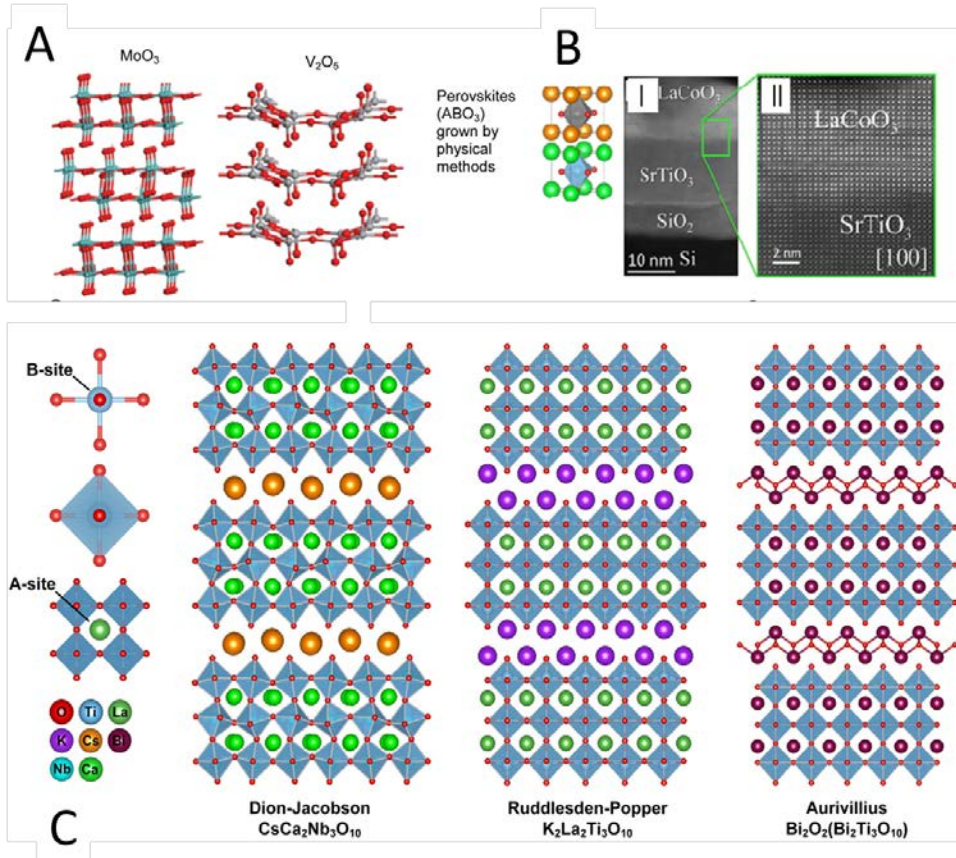 A
MoO₃
V₂O₅
Perovskites
(ABO₃)
grown by
physical
methods
B
I
LaCoO₃
SrTiO₃
SiO₂
Si
10 nm
II
LaCoO₃
SrTiO₃
2 nm
[100]
B-site
A-site
O Ti La
K Cs Bi
Nb Ca
C
Dion-Jacobson
CsCa₂Nb₃O₁₀
Ruddlesden-Popper
K₂La₂Ti₃O₁₀
Aurivillius
Bi₂O₂(Bi₂Ti₃O₁₀)